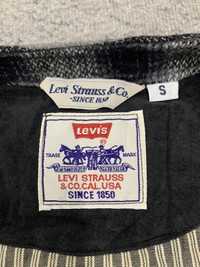 Levi Strauss & Co.
-SINCE 1850-
S
LEVI'S
®
TRADE MARK
LEVI STRAUSS
& CO. CAL. USA
SINCE 1850